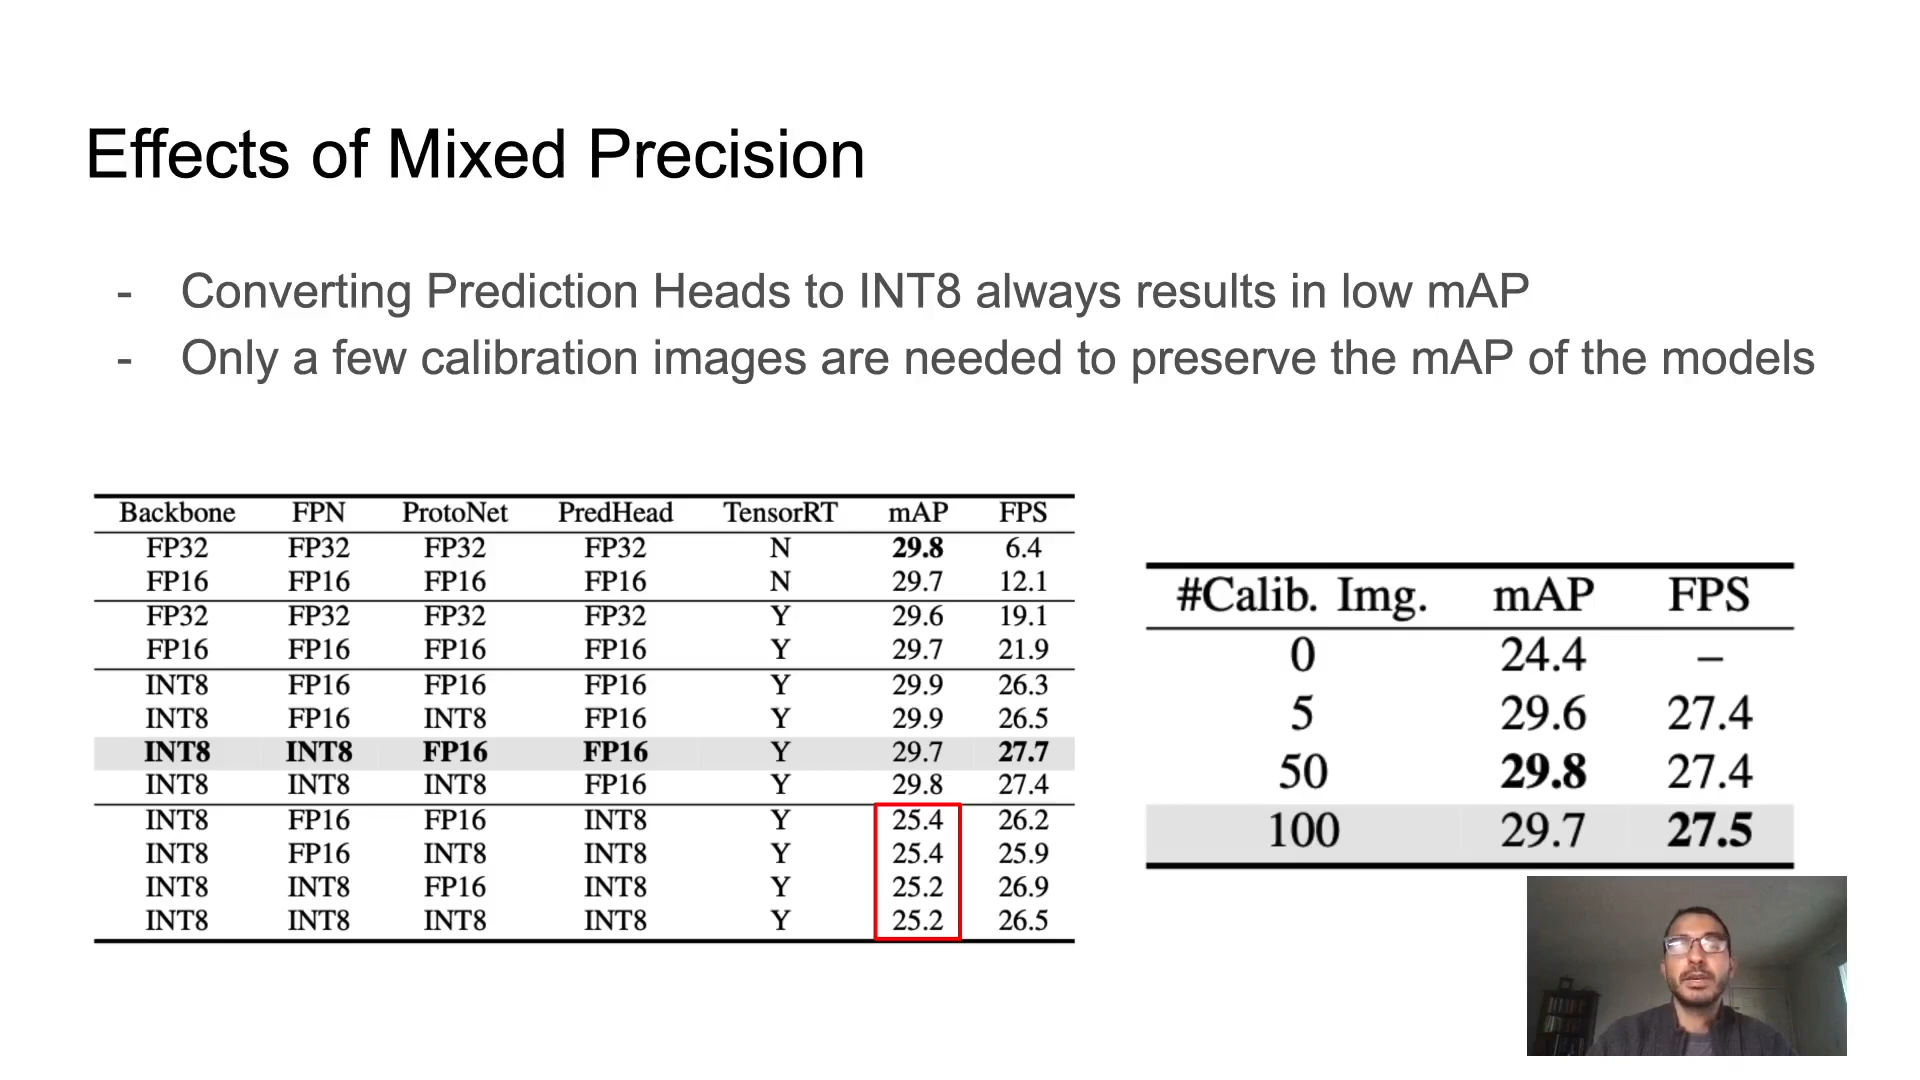 Effects of Mixed Precision
- Converting Prediction Heads to INT8 always results in low mAP
- Only a few calibration images are needed to preserve the mAP of the models
Backbone FPN ProtoNet PredHead TensorRT mAP FPS
FP32 FP32 FP32 FP32 N 29.8 6.4
FP16 FP16 FP16 FP16 N 29.7 12.1
FP32 FP32 FP32 FP32 Y 29.6 19.1
FP16 FP16 FP16 FP16 Y 29.7 21.9
INT8 FP16 FP16 FP16 Y 29.9 26.3
INT8 FP16 INT8 FP16 Y 29.9 26.5
INT8 INT8 FP16 FP16 Y 29.7 27.7
INT8 INT8 INT8 FP16 Y 29.8 27.4
INT8 FP16 FP16 INT8 Y 25.4 26.2
INT8 FP16 INT8 INT8 Y 25.4 25.9
INT8 INT8 FP16 INT8 Y 25.2 26.9
INT8 INT8 INT8 INT8 Y 25.2 26.5
#Calib. Img. mAP FPS
0 24.4 –
5 29.6 27.4
50 29.8 27.4
100 29.7 27.5